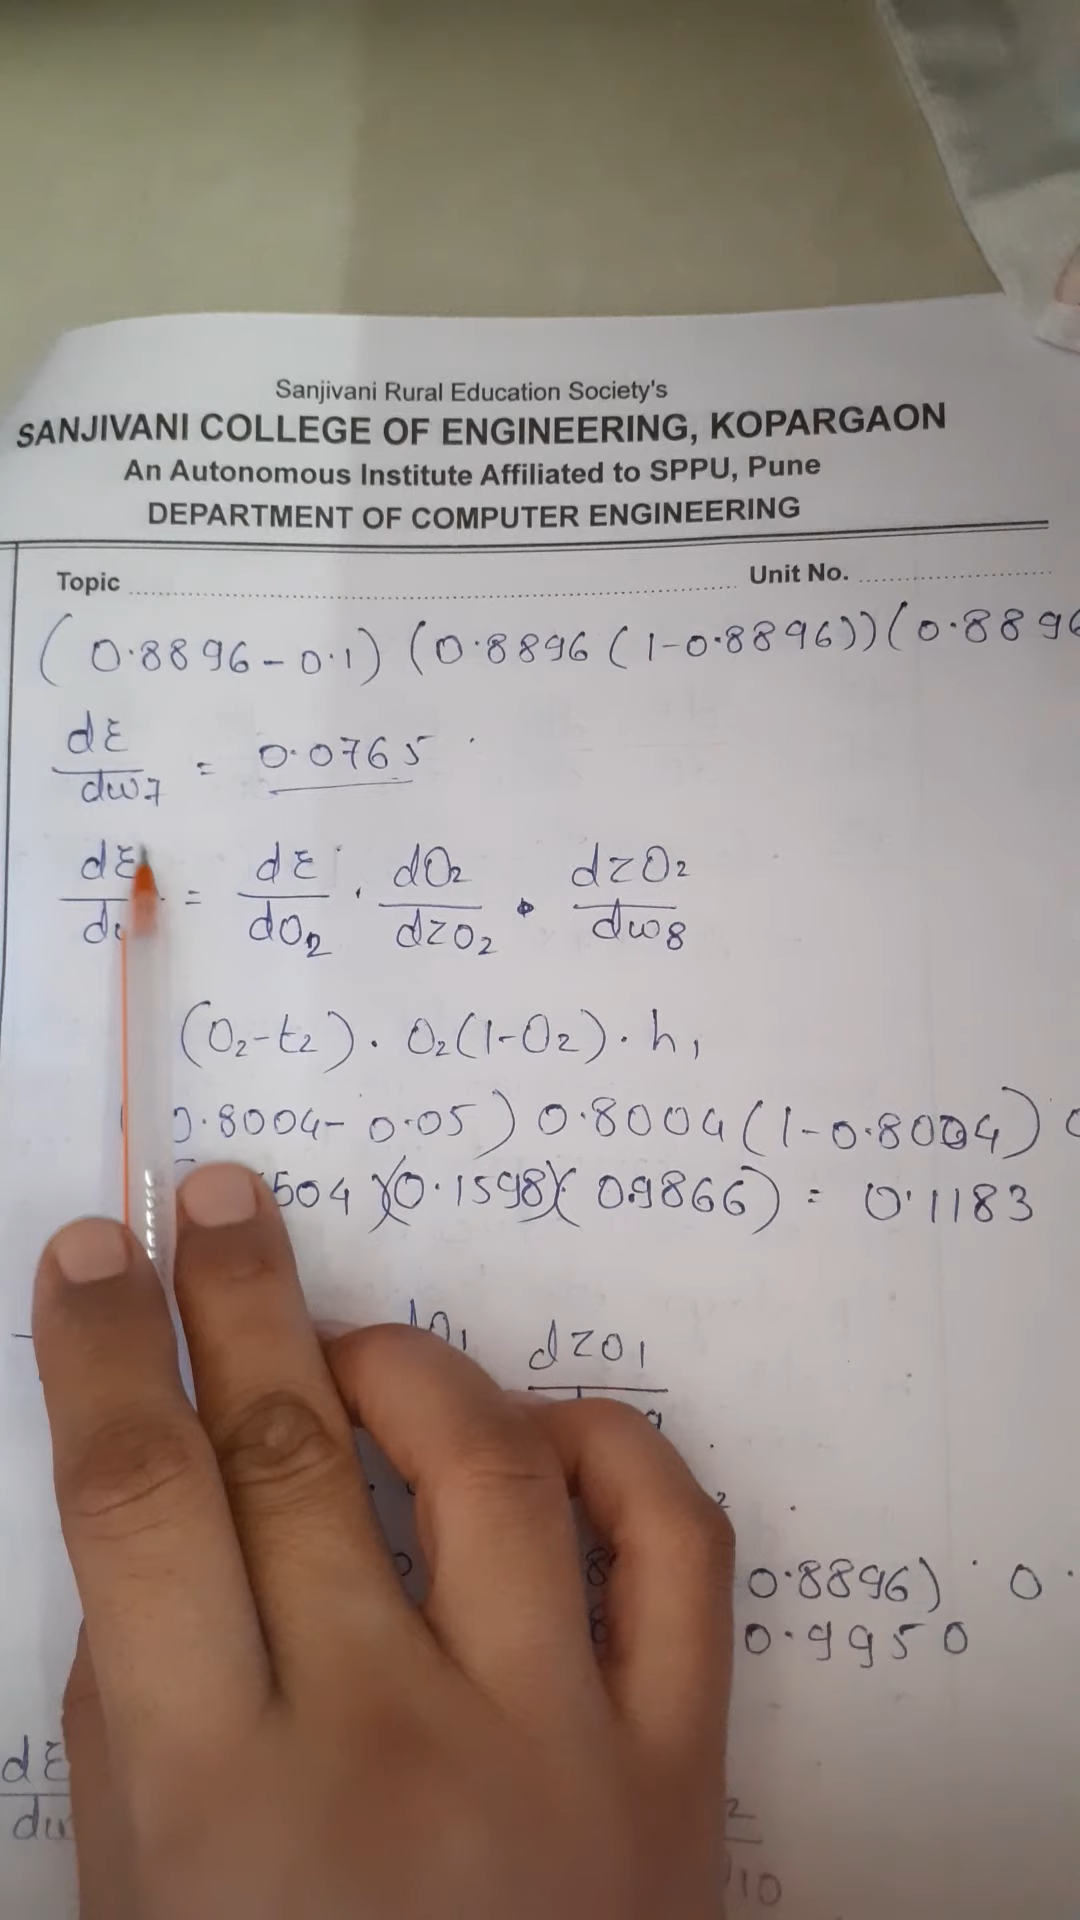 Sanjivani Rural Education Society's
SANJIVANI COLLEGE OF ENGINEERING, KOPARGAON
An Autonomous Institute Affiliated to SPPU, Pune
DEPARTMENT OF COMPUTER ENGINEERING
Topic Unit No.
(0.8896-0.1) (0.8896(1-0.8896))(0.8896
dE/dw7 = 0.0765
dE = dE/dO2 . dO2/dzO2 . dzO2/dw8
(O2-t2) . O2(1-O2) . h1
.8004-0.05) 0.8004(1-0.8004)
504)(0.1598)(0.9866) = 0.1183
dzO1
0.8896) 0.
0.9950
dE
10